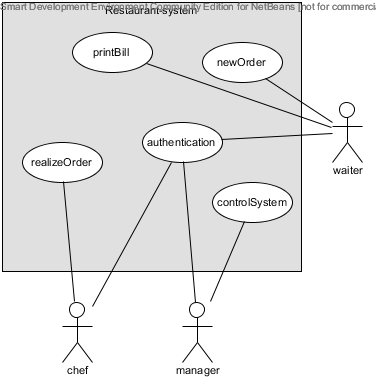 Smart Development Environment Community Edition for NetBeans [not for commercia
Restaurant-system
printBill
newOrder
authentication
realizeOrder
waiter
controlSystem
chef
manager